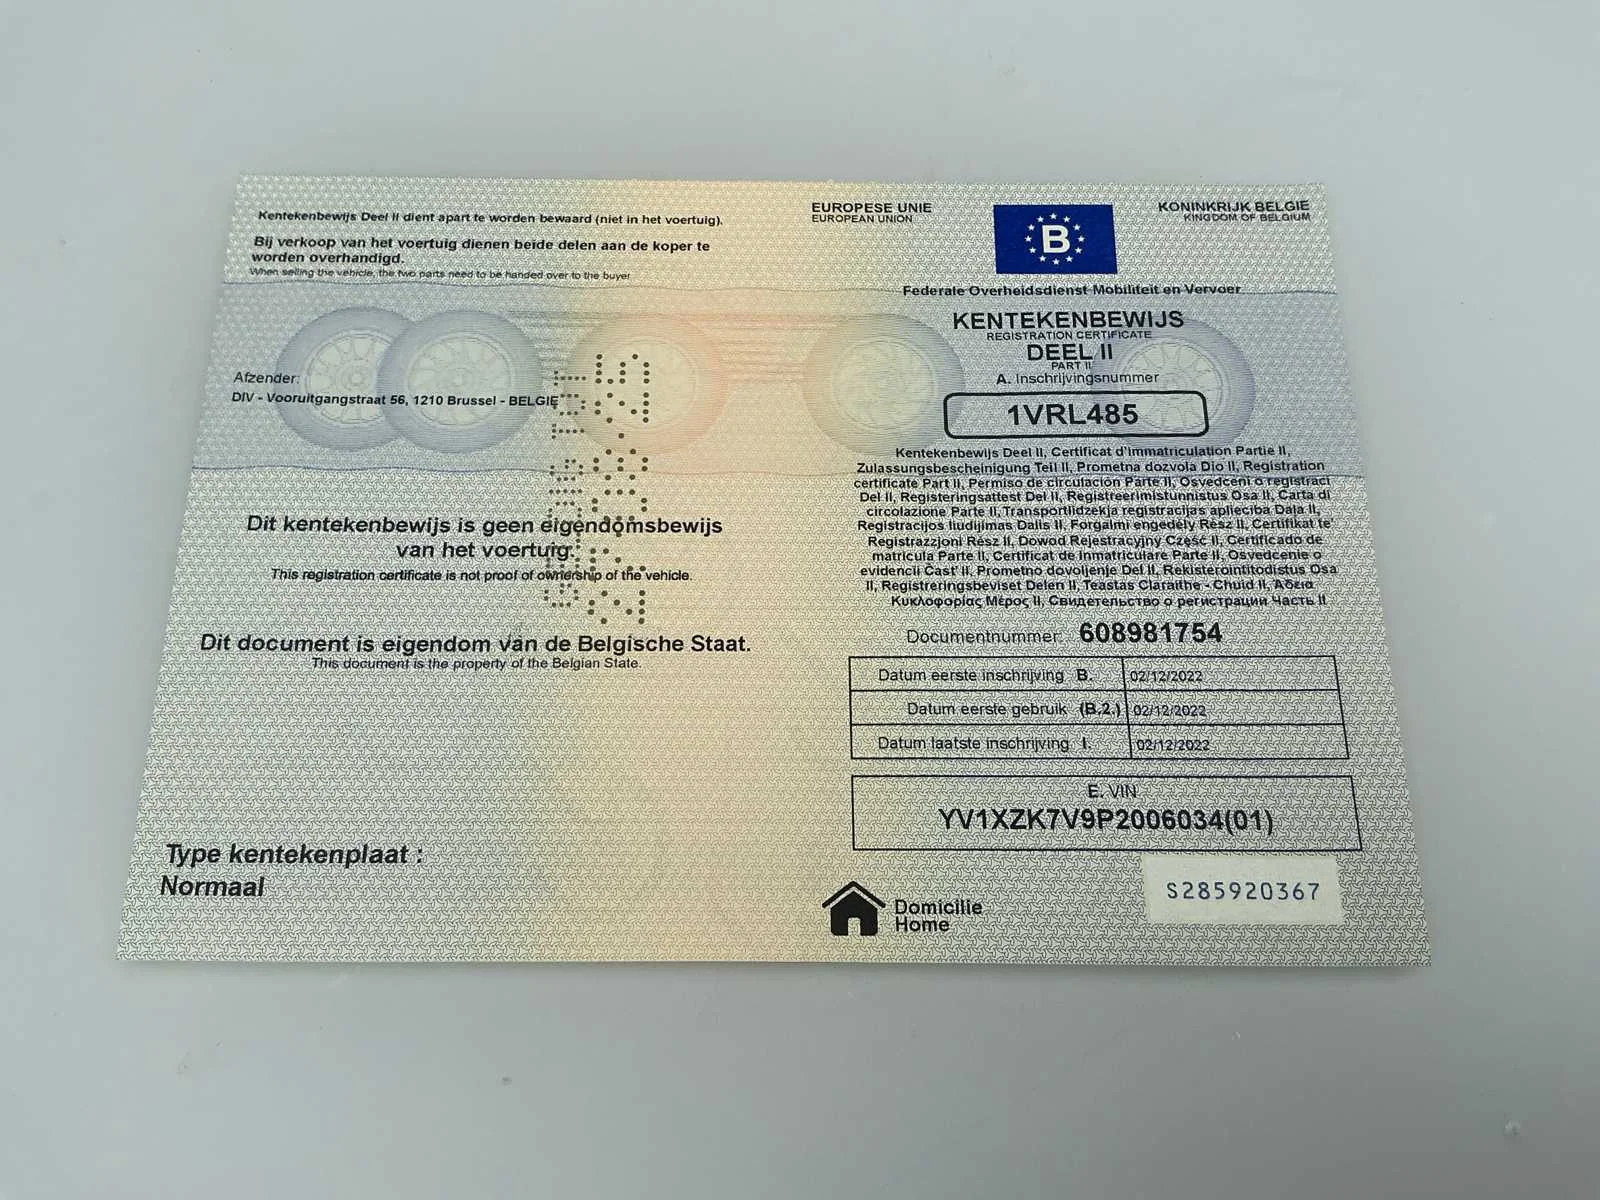 Kentekenbewijs Deel II dient apart te worden bewaard (niet in het voertuig).
Bij verkoop van het voertuig dienen beide delen aan de koper te
worden overhandigd.
When selling the vehicle, the two parts need to be handed over to the buyer
Afzender:
DIV - Vooruitgangstraat 56, 1210 Brussel - BELGIE
Dit kentekenbewijs is geen eigendomsbewijs
van het voertuig.
This registration certificate is not proof of ownership of the vehicle.
Dit document is eigendom van de Belgische Staat.
This document is the property of the Belgian State.
Type kentekenplaat :
Normaal
EUROPESE UNIE
EUROPEAN UNION
B
KONINKRIJK BELGIE
KINGDOM OF BELGIUM
Federale Overheidsdienst Mobiliteit en Vervoer
KENTEKENBEWIJS
REGISTRATION CERTIFICATE
DEEL II
PART II
A. Inschrijvingsnummer
1VRL485
Kentekenbewijs Deel II, Certificat d'immatriculation Partie II,
Zulassungsbescheinigung Teil II, Prometna dozvola Dio II, Registration
certificate Part II, Permiso de circulación Parte II, Osvedceni o registraci
Del II, Registeringsattest Del II, Registreerimistunnistus Osa II, Carta di
circolazione Parte II, Transportlidzekja registracijas aplieciba Daļa II,
Registracijos liudijimas Dalis II, Forgalmi engedély Rész II, Certifikat te'
Registrazzjoni Rész II, Dowod Rejestracyjny Część II, Certificado de
matricula Parte II, Certificat de Inmatriculare Parte II, Osvedcenie o
evidencii Čast' II, Prometno dovoljenje Del II, Rekisterointitodistus Osa
II, Registreringsbeviset Delen II, Teastas Claraithe - Chuid II, Άδεια
Κυκλοφορίας Μέρος II, Свидетельство о регистрации Часть II
Documentnummer: 608981754
Datum eerste inschrijving B. 02/12/2022
Datum eerste gebruik (B.2.) 02/12/2022
Datum laatste inschrijving I. 02/12/2022
E. VIN
YV1XZK7V9P2006034(01)
S285920367
Domicilie
Home